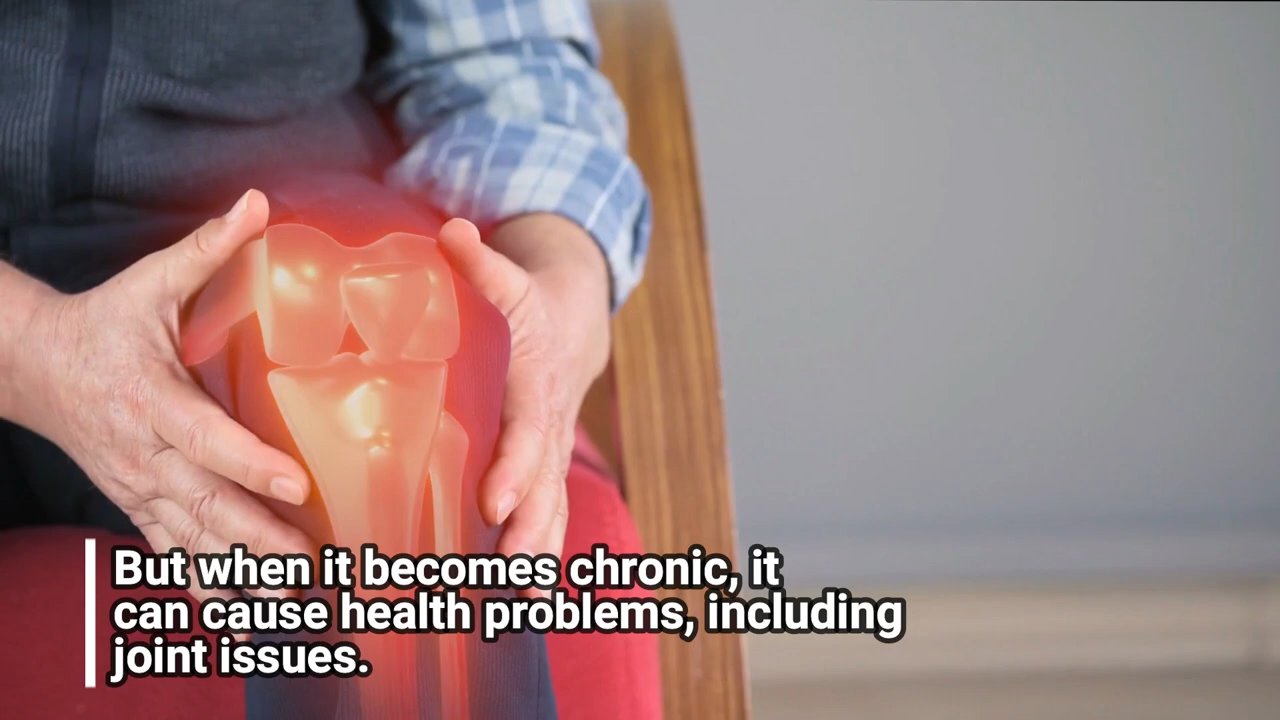 But when it becomes chronic, it
can cause health problems, including
joint issues.